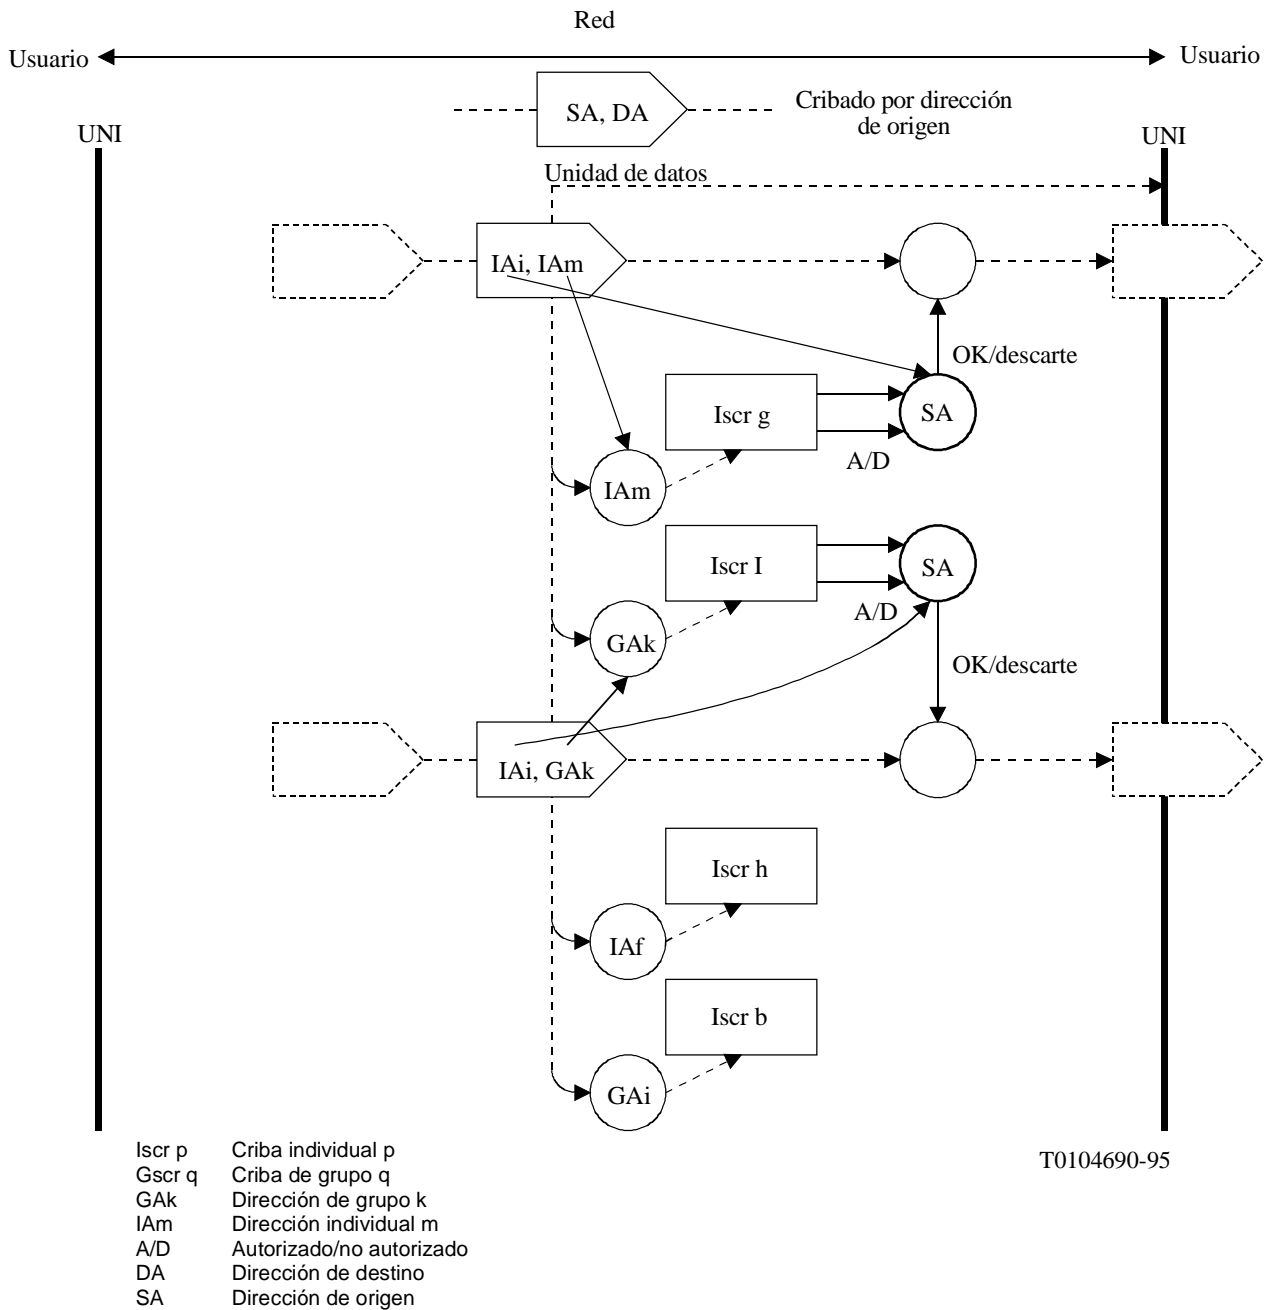 Red
Usuario
Usuario
SA, DA
Cribado por dirección
de origen
UNI
UNI
Unidad de datos
IAi, IAm
OK/descarte
Iscr g
SA
A/D
IAm
Iscr I
SA
A/D
GAk
OK/descarte
IAi, GAk
Iscr h
IAf
Iscr b
GAi
Iscr p Criba individual p
T0104690-95
Gscr q Criba de grupo q
GAk Dirección de grupo k
IAm Dirección individual m
A/D Autorizado/no autorizado
DA Dirección de destino
SA Dirección de origen